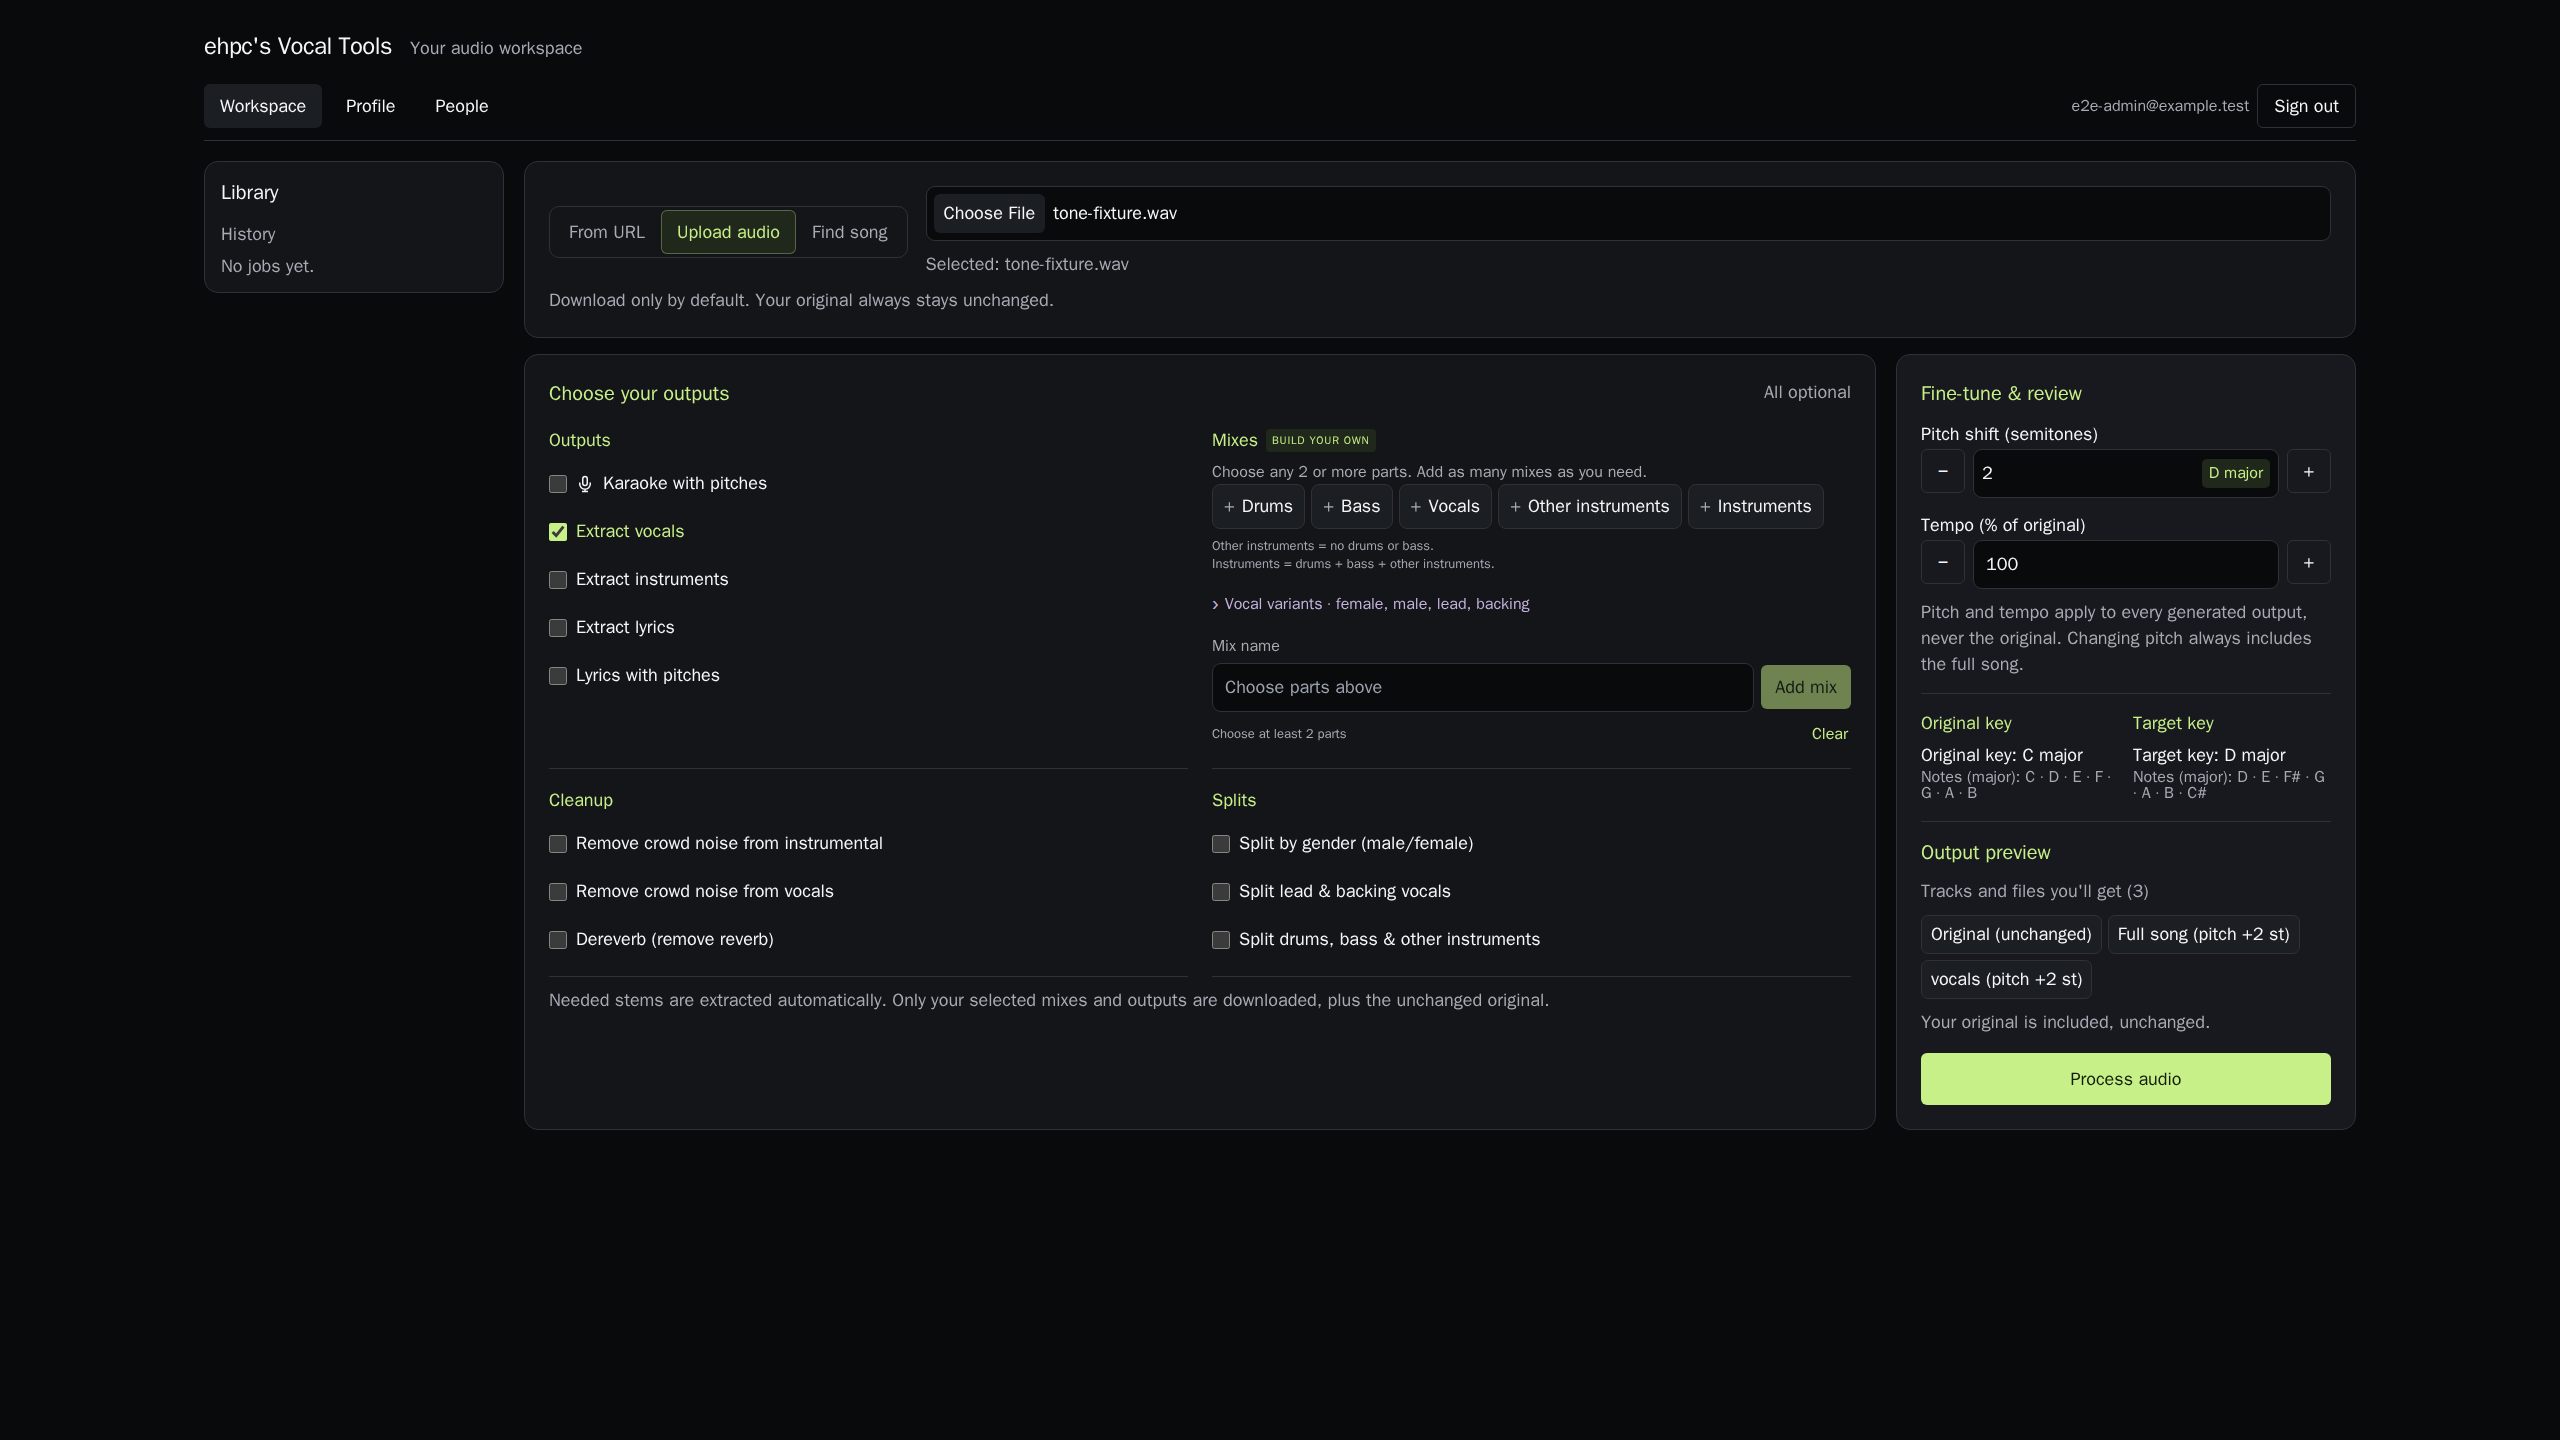 ehpc's Vocal Tools Your audio workspace
Workspace Profile People e2e-admin@example.test Sign out
Library
History
No jobs yet.
From URL Upload audio Find song
Choose File tone-fixture.wav
Selected: tone-fixture.wav
Download only by default. Your original always stays unchanged.
Choose your outputs All optional
Outputs
Karaoke with pitches
Extract vocals
Extract instruments
Extract lyrics
Lyrics with pitches
Mixes BUILD YOUR OWN
Choose any 2 or more parts. Add as many mixes as you need.
+ Drums + Bass + Vocals + Other instruments + Instruments
Other instruments = no drums or bass.
Instruments = drums + bass + other instruments.
› Vocal variants · female, male, lead, backing
Mix name
Choose parts above Add mix
Choose at least 2 parts Clear
Cleanup
Remove crowd noise from instrumental
Remove crowd noise from vocals
Dereverb (remove reverb)
Splits
Split by gender (male/female)
Split lead & backing vocals
Split drums, bass & other instruments
Needed stems are extracted automatically. Only your selected mixes and outputs are downloaded, plus the unchanged original.
Fine-tune & review
Pitch shift (semitones)
− 2 D major +
Tempo (% of original)
− 100 +
Pitch and tempo apply to every generated output,
never the original. Changing pitch always includes
the full song.
Original key
Original key: C major
Notes (major): C · D · E · F ·
G · A · B
Target key
Target key: D major
Notes (major): D · E · F# · G
· A · B · C#
Output preview
Tracks and files you'll get (3)
Original (unchanged) Full song (pitch +2 st)
vocals (pitch +2 st)
Your original is included, unchanged.
Process audio